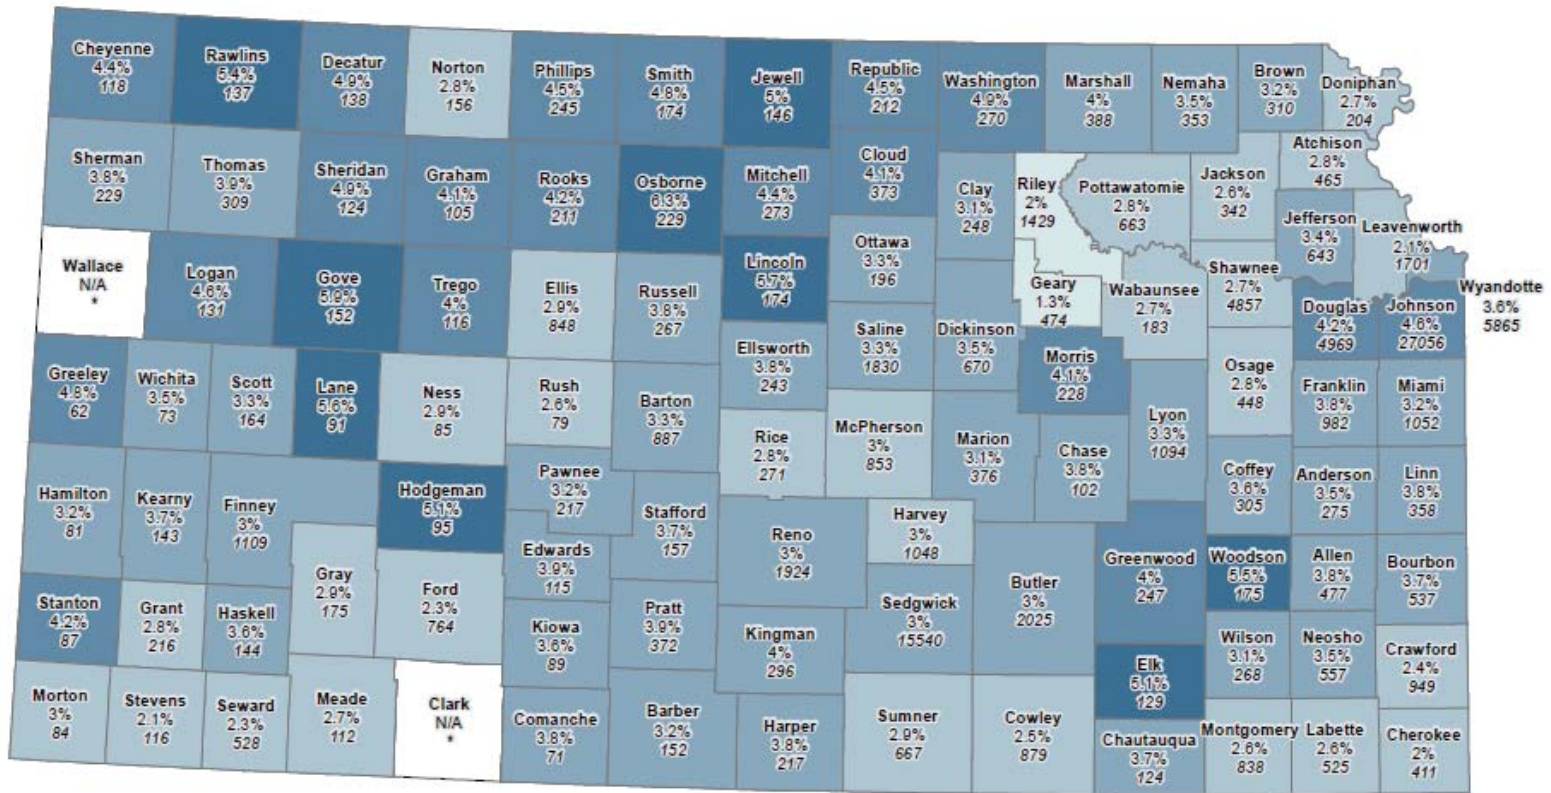 Cheyenne
4.4%
118
Rawlins
5.4%
137
Decatur
4.9%
138
Norton
2.8%
156
Phillips
4.5%
245
Smith
4.8%
174
Jewell
5%
146
Republic
4.5%
212
Washington
4.9%
270
Marshall
4%
388
Nemaha
3.5%
353
Brown
3.2%
310
Doniphan
2.7%
204
Sherman
3.8%
229
Thomas
3.9%
309
Sheridan
4.9%
124
Graham
4.1%
105
Rooks
4.2%
211
Osborne
6.3%
229
Mitchell
4.4%
273
Cloud
4.1%
373
Clay
3.1%
248
Riley
2%
1429
Pottawatomie
2.8%
663
Jackson
2.6%
342
Atchison
2.8%
465
Jefferson
3.4%
643
Leavenworth
2.1%
1701
Wyandotte
3.6%
5865
Wallace
N/A
*
Logan
4.6%
131
Gove
5.9%
152
Trego
4%
116
Ellis
2.9%
848
Russell
3.8%
267
Lincoln
5.7%
174
Ottawa
3.3%
196
Saline
3.3%
1830
Dickinson
3.5%
670
Geary
1.3%
474
Wabaunsee
2.7%
183
Shawnee
2.7%
4857
Douglas
4.2%
4969
Johnson
4.6%
27056
Greeley
4.8%
62
Wichita
3.5%
73
Scott
3.3%
164
Lane
5.6%
91
Ness
2.9%
85
Rush
2.6%
79
Barton
3.3%
887
Ellsworth
3.8%
243
Rice
2.8%
271
McPherson
3%
853
Marion
3.1%
376
Morris
4.1%
228
Chase
3.8%
102
Lyon
3.3%
1094
Osage
2.8%
448
Franklin
3.8%
982
Miami
3.2%
1052
Hamilton
3.2%
81
Kearny
3.7%
143
Finney
3%
1109
Hodgeman
5.1%
95
Pawnee
3.2%
217
Stafford
3.7%
157
Edwards
3.9%
115
Reno
3%
1924
Harvey
3%
1048
Sedgwick
3%
15540
Butler
3%
2025
Greenwood
4%
247
Coffey
3.6%
305
Anderson
3.5%
275
Linn
3.8%
358
Woodson
5.5%
175
Allen
3.8%
477
Bourbon
3.7%
537
Stanton
4.2%
87
Grant
2.8%
216
Haskell
3.6%
144
Gray
2.9%
175
Ford
2.3%
764
Kiowa
3.6%
89
Pratt
3.9%
372
Kingman
4%
296
Elk
5.1%
129
Wilson
3.1%
268
Neosho
3.5%
557
Crawford
2.4%
949
Morton
3%
84
Stevens
2.1%
116
Seward
2.3%
528
Meade
2.7%
112
Clark
N/A
*
Comanche
3.8%
71
Barber
3.2%
152
Harper
3.8%
217
Sumner
2.9%
667
Cowley
2.5%
879
Chautauqua
3.7%
124
Montgomery
2.6%
838
Labette
2.6%
525
Cherokee
2%
411